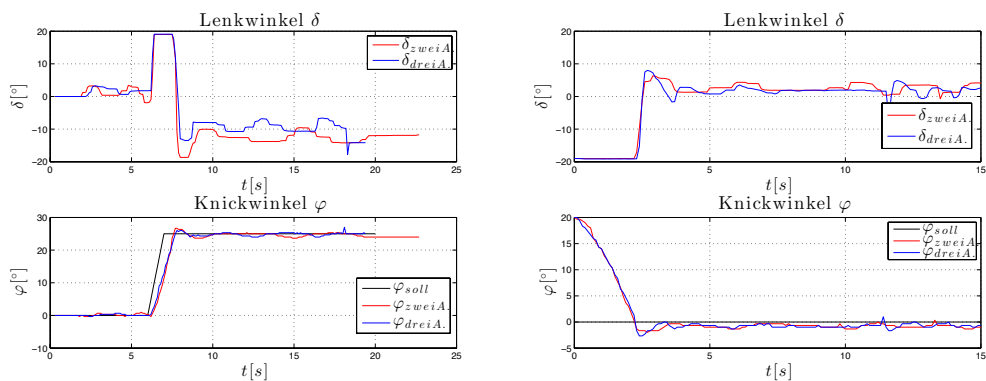 Lenkwinkel δ
20
10
0
−10
−20
δ[°]
δzweiA.
δdreiA.
0
5
10
15
20
25
t[s]
Knickwinkel φ
30
20
10
0
−10
φ[°]
φsoll
φzweiA.
φdreiA.
0
5
10
15
20
25
t[s]
Lenkwinkel δ
20
10
0
−10
−20
δ[°]
δzweiA.
δdreiA.
0
5
10
15
t[s]
Knickwinkel φ
20
15
10
5
0
−5
φ[°]
φsoll
φzweiA.
φdreiA.
0
5
10
15
t[s]